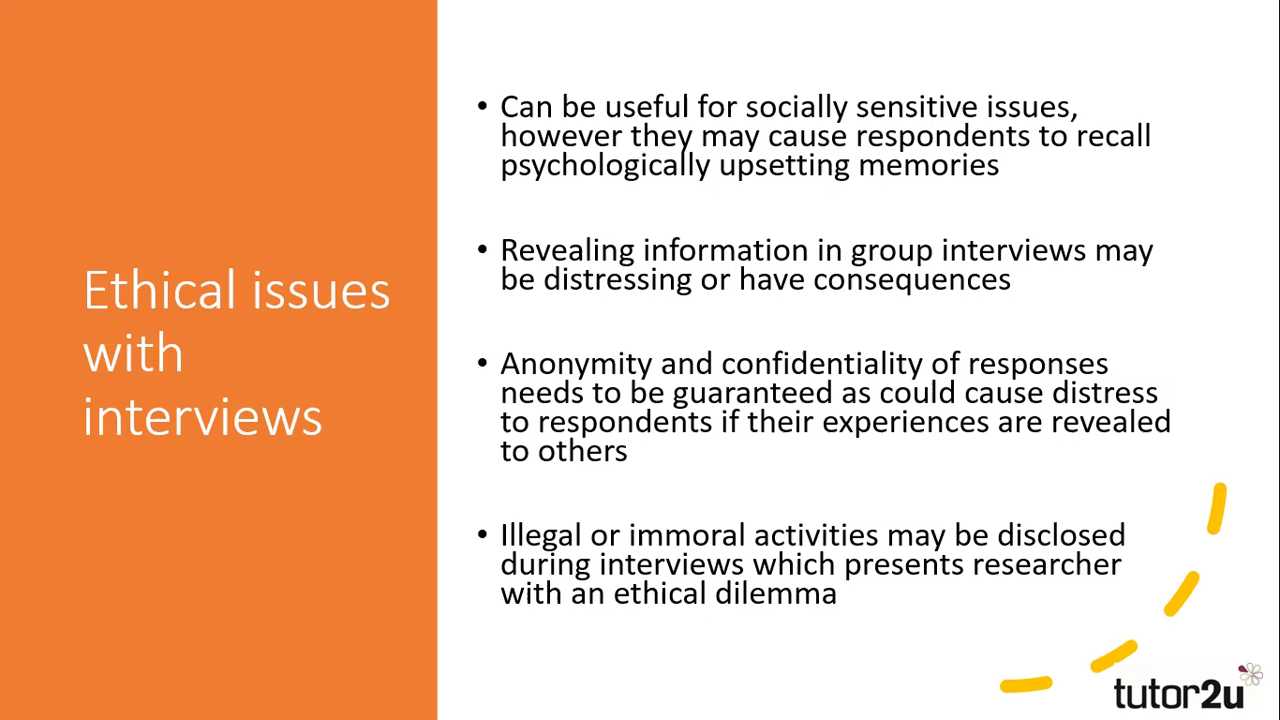 Ethical issues
with
interviews
• Can be useful for socially sensitive issues,
however they may cause respondents to recall
psychologically upsetting memories
• Revealing information in group interviews may
be distressing or have consequences
• Anonymity and confidentiality of responses
needs to be guaranteed as could cause distress
to respondents if their experiences are revealed
to others
• Illegal or immoral activities may be disclosed
during interviews which presents researcher
with an ethical dilemma
tutor2u